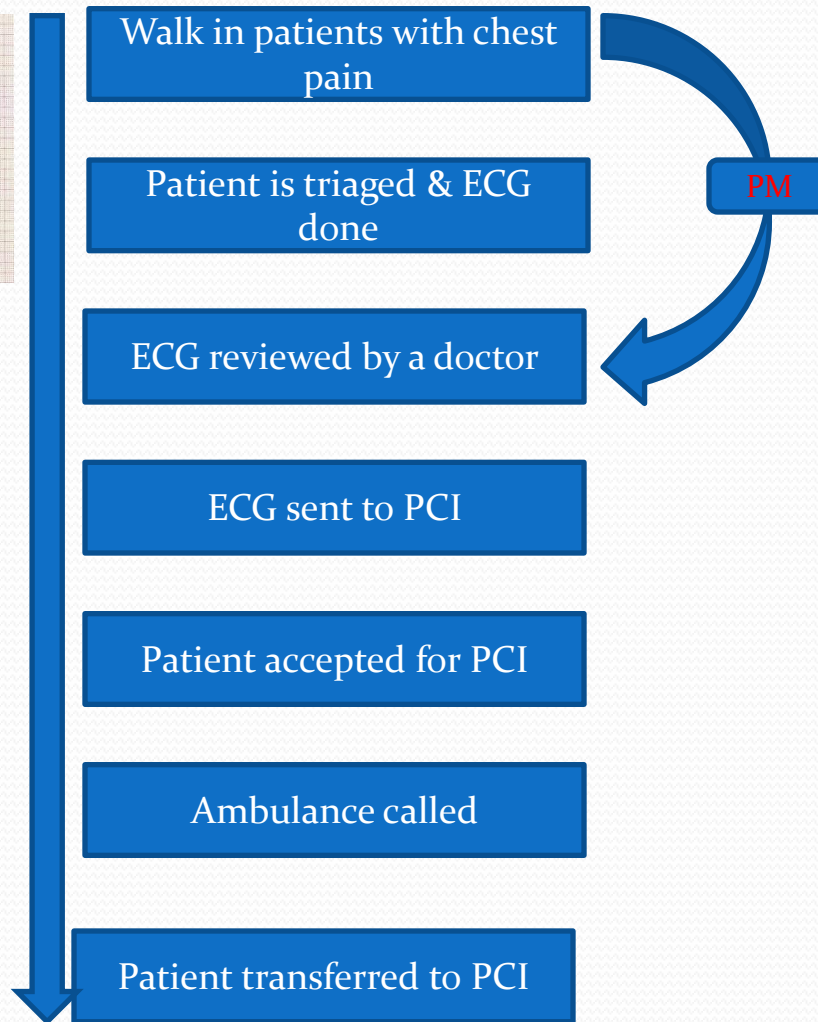 Walk in patients with chest
pain
Patient is triaged & ECG
done
PM
ECG reviewed by a doctor
ECG sent to PCI
Patient accepted for PCI
Ambulance called
Patient transferred to PCI